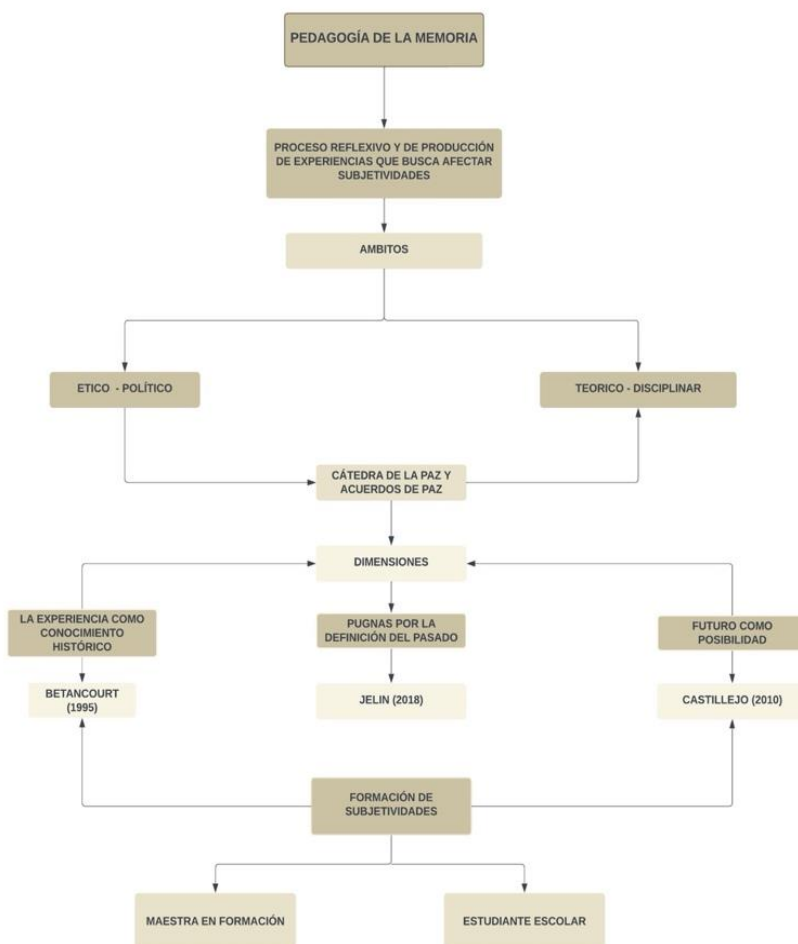 PEDAGOGÍA DE LA MEMORIA
PROCESO REFLEXIVO Y DE PRODUCCIÓN
DE EXPERIENCIAS QUE BUSCA AFECTAR
SUBJETIVIDADES
AMBITOS
ETICO - POLÍTICO
TEORICO - DISCIPLINAR
CÁTEDRA DE LA PAZ Y
ACUERDOS DE PAZ
DIMENSIONES
LA EXPERIENCIA COMO
CONOCIMIENTO
HISTÓRICO
PUGNAS POR LA
DEFINICIÓN DEL PASADO
FUTURO COMO
POSIBILIDAD
BETANCOURT
(1995)
JELIN (2018)
CASTILLEJO (2010)
FORMACIÓN DE
SUBJETIVIDADES
MAESTRA EN FORMACIÓN
ESTUDIANTE ESCOLAR